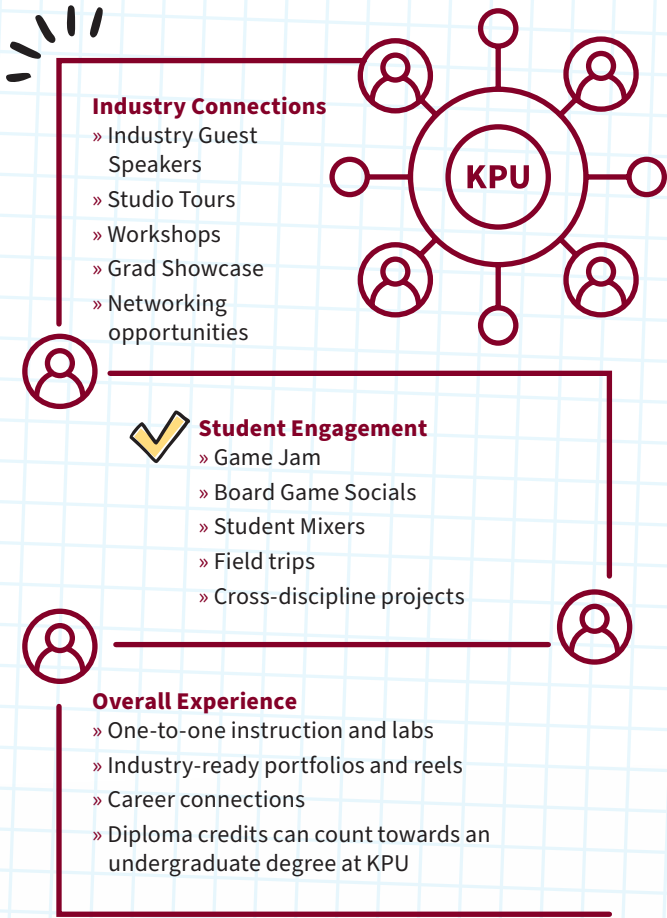 KPU
Industry Connections
» Industry Guest
Speakers
» Studio Tours
» Workshops
» Grad Showcase
» Networking
opportunities
Student Engagement
» Game Jam
» Board Game Socials
» Student Mixers
» Field trips
» Cross-discipline projects
Overall Experience
» One-to-one instruction and labs
» Industry-ready portfolios and reels
» Career connections
» Diploma credits can count towards an
undergraduate degree at KPU